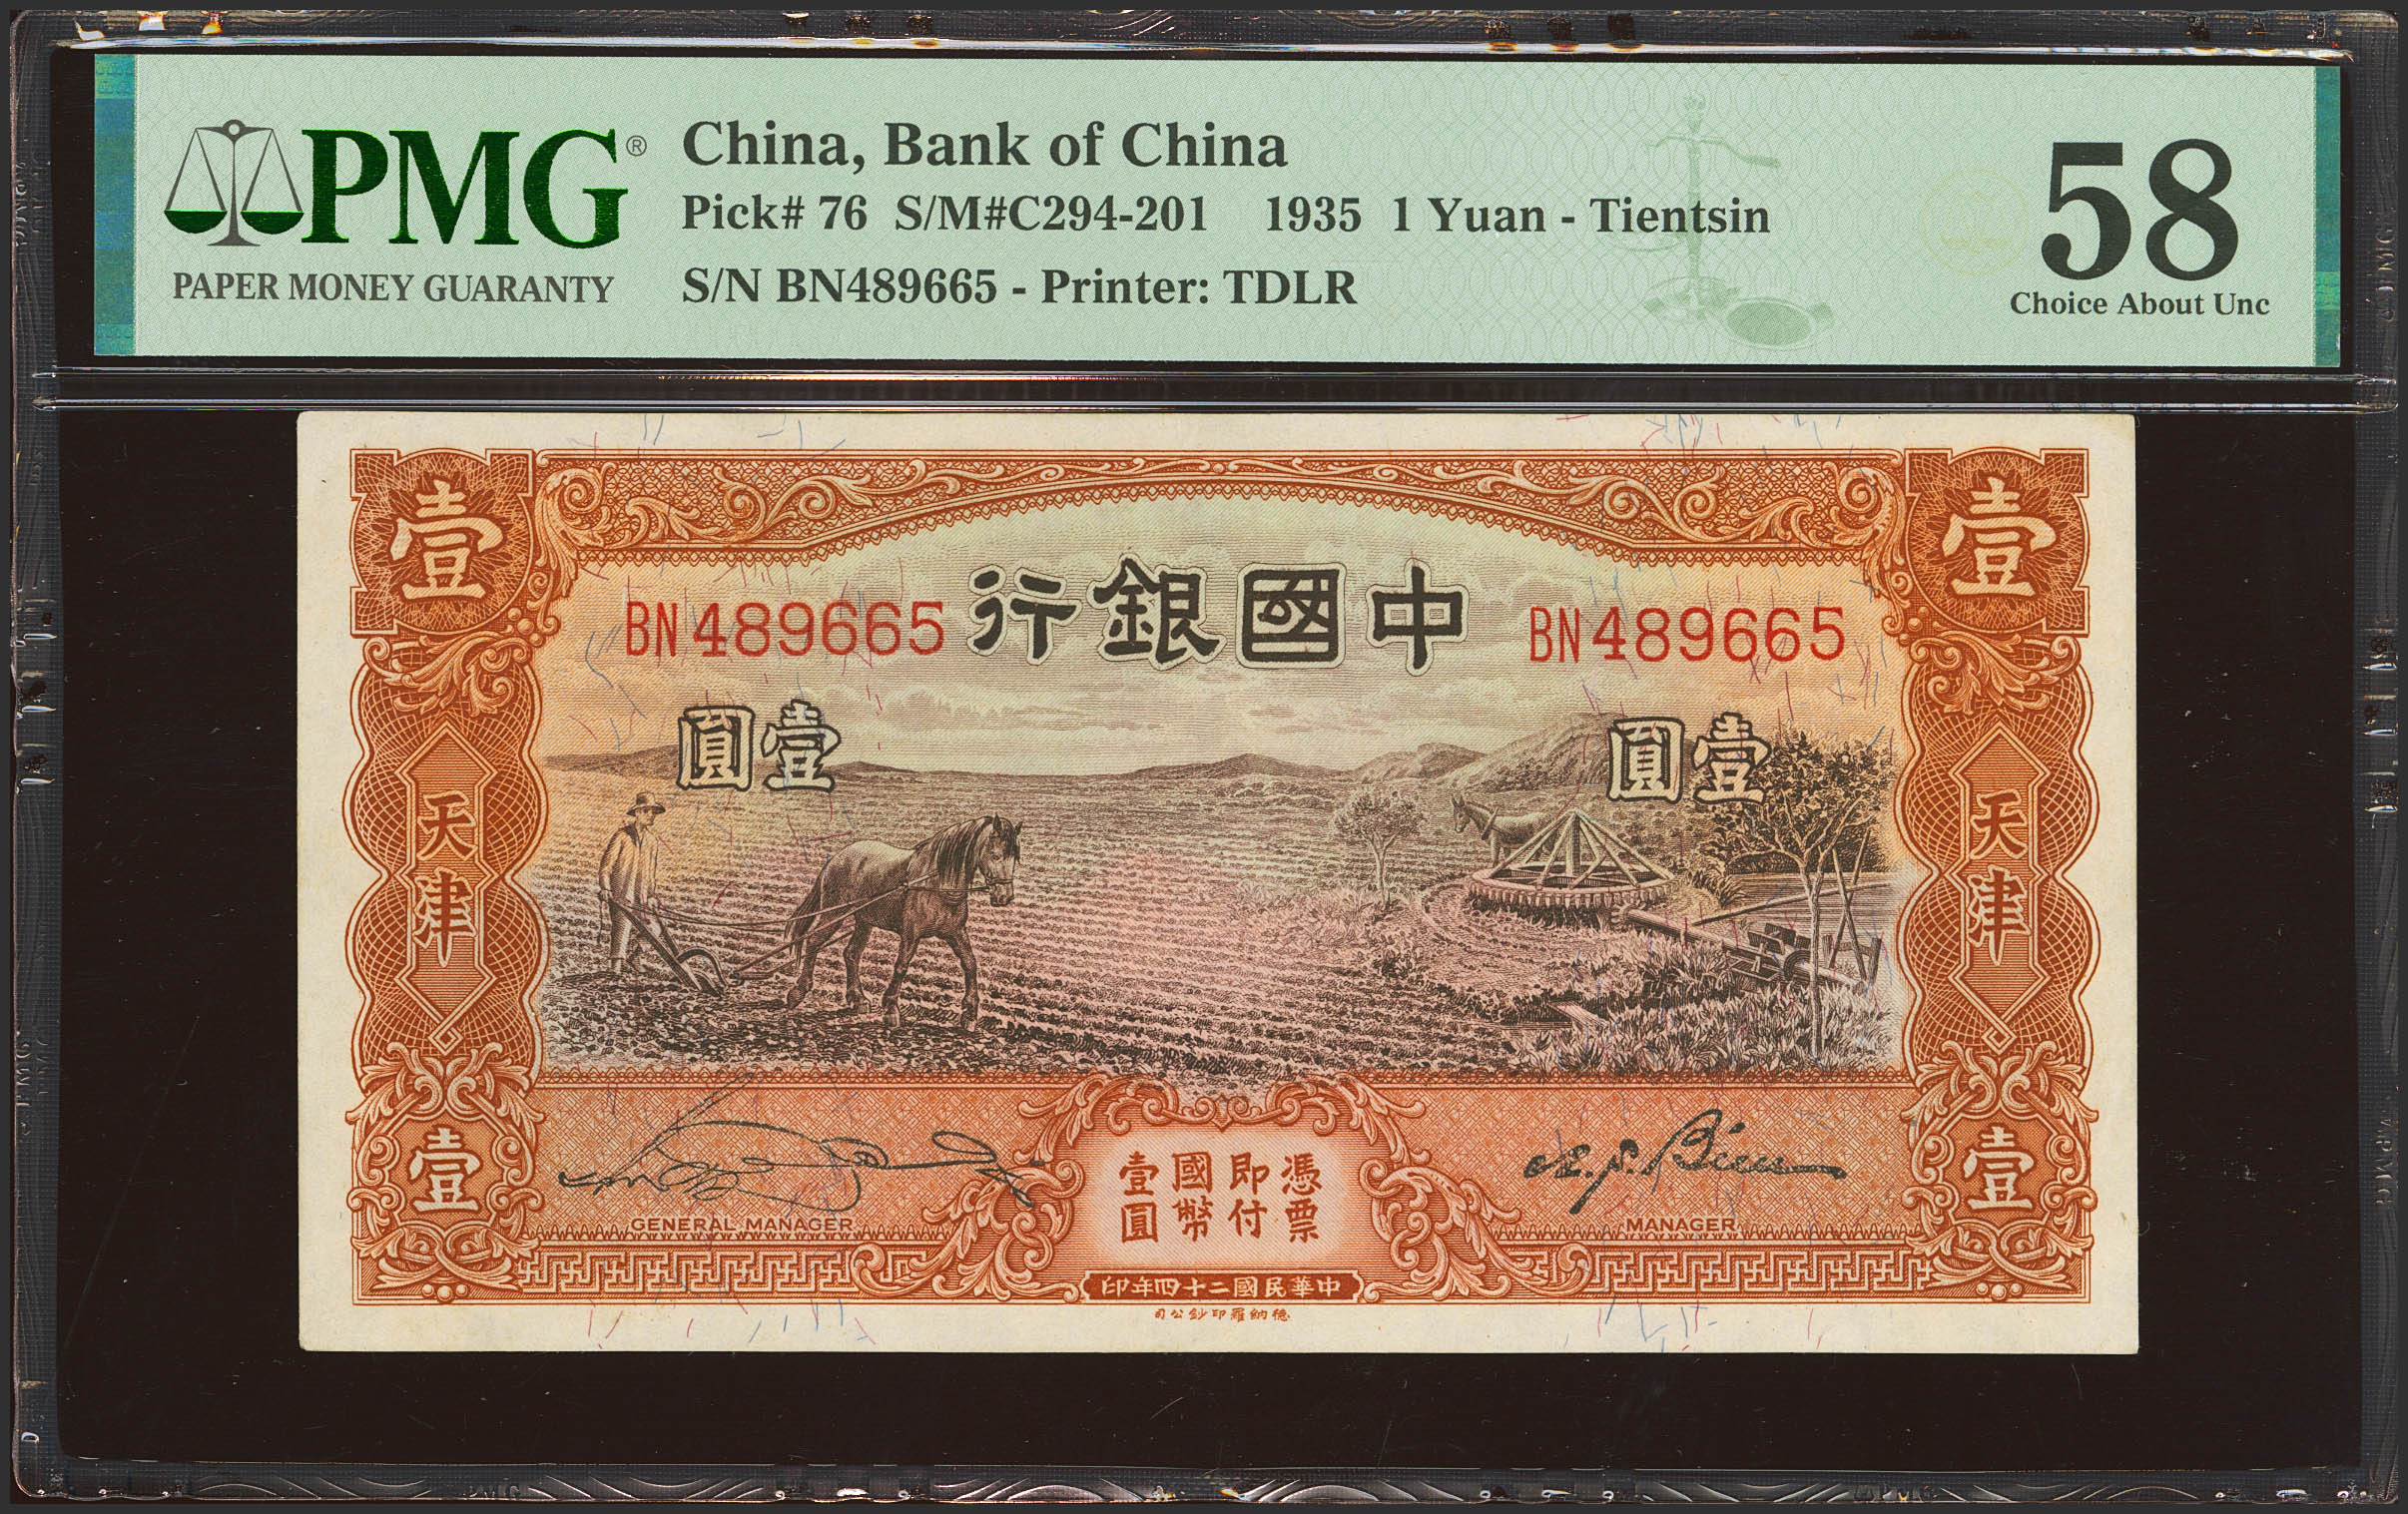 PMG®
PAPER MONEY GUARANTY
China, Bank of China
Pick# 76 S/M#C294-201 1935 1 Yuan - Tientsin
S/N BN489665 - Printer: TDLR
58
Choice About Unc
壹
壹
BN489665
中國銀行
BN489665
壹圓
壹圓
天津
天津
壹
壹
憑票
即付
國幣
壹圓
GENERAL MANAGER
MANAGER
中華民國二十四年印
德納羅印鈔公司